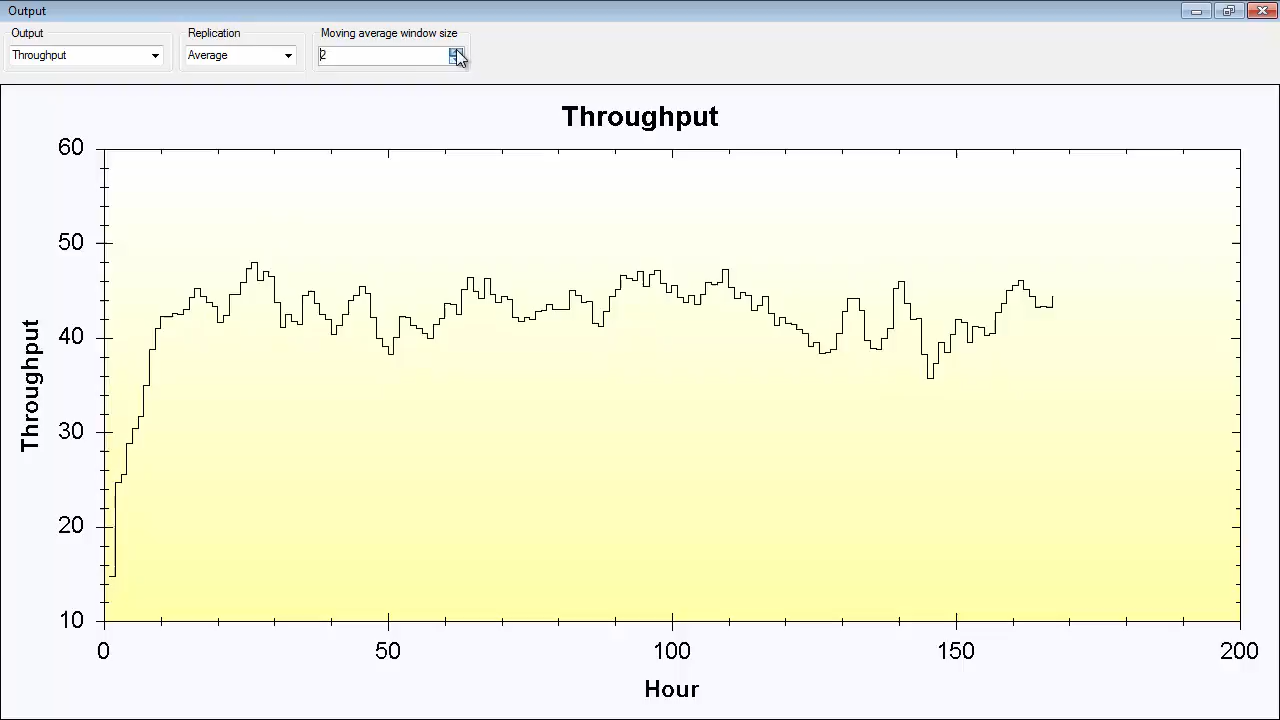 Output
Output
Replication
Moving average window size
Throughput
Average
2
Throughput
60
50
40
30
20
10
Throughput
0
50
100
150
200
Hour